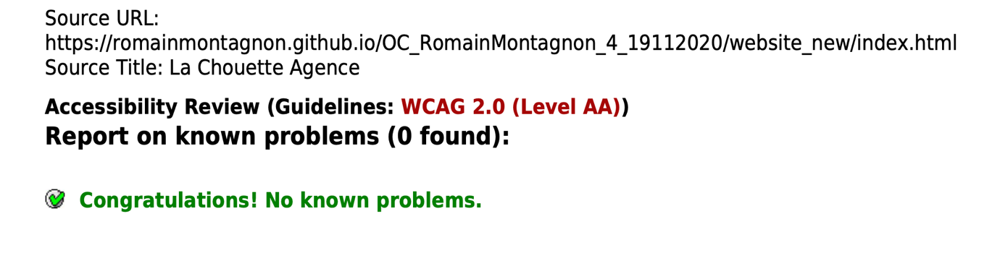 Source URL:
https://romainmontagnon.github.io/OC_RomainMontagnon_4_19112020/website_new/index.html
Source Title: La Chouette Agence
Accessibility Review (Guidelines: WCAG 2.0 (Level AA))
Report on known problems (0 found):
Congratulations! No known problems.